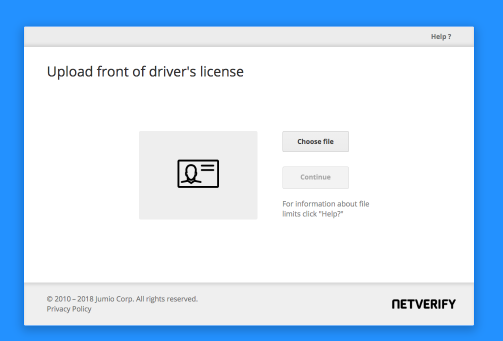 Help ?
Upload front of driver's license
Choose file
Continue
For information about file
limits click "Help?"
© 2010 – 2018 Jumio Corp. All rights reserved.
Privacy Policy
NETVERIFY